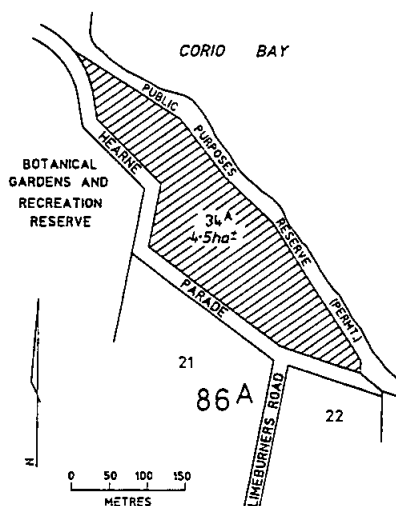 CORIO BAY
PUBLIC
PURPOSES
RESERVE
(PERMT.)
HEARNE
PARADE
BOTANICAL
GARDENS AND
RECREATION
RESERVE
34A
4·5ha±
21
86A
22
LIMEBURNERS ROAD
N
0 50 100 150
METRES